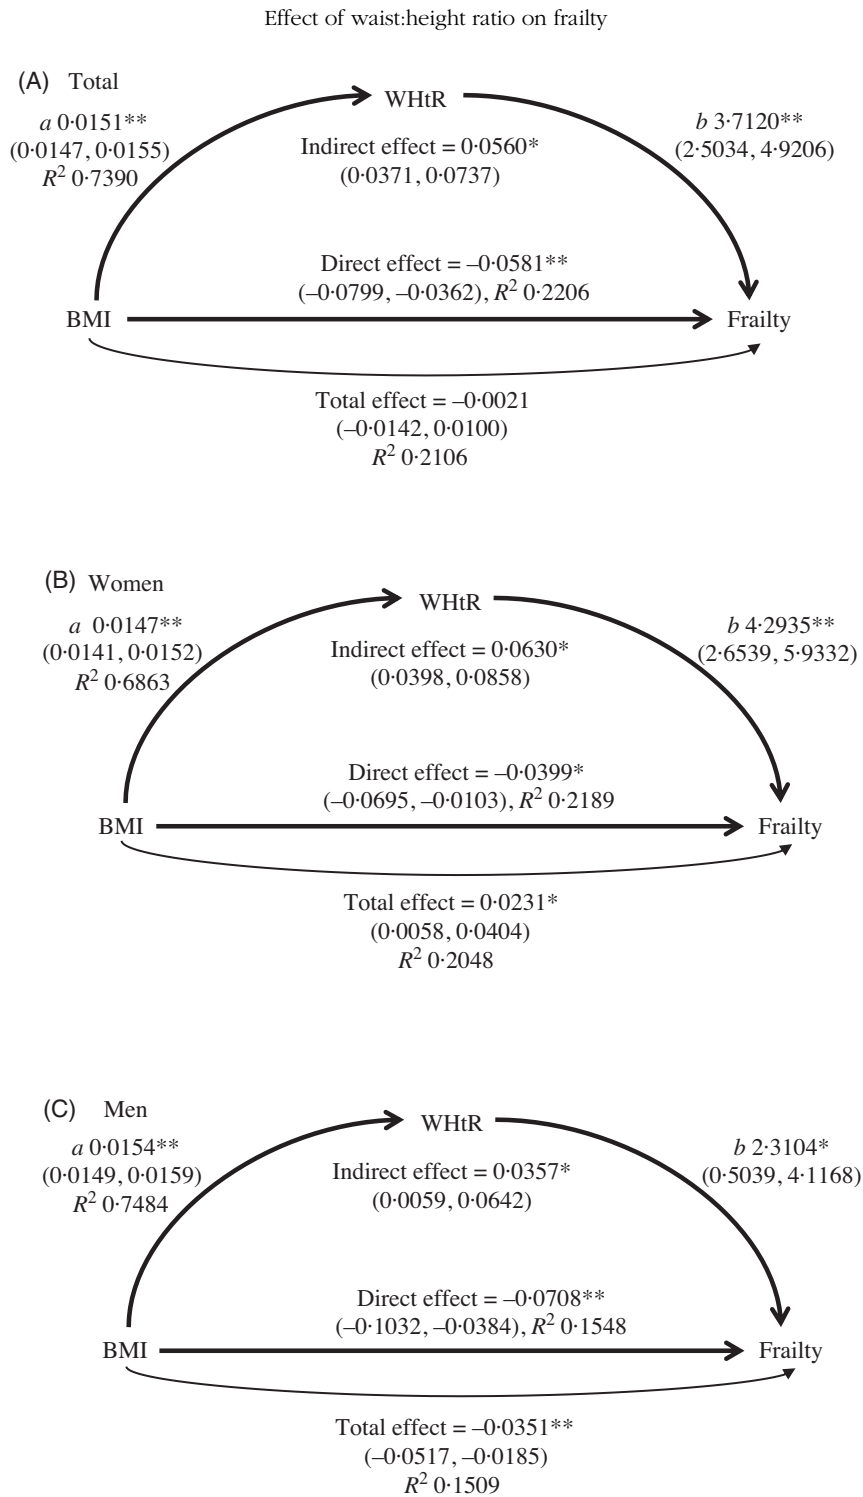 Effect of waist:height ratio on frailty
(A) Total
WHtR
a 0·0151**
(0·0147, 0·0155)
R² 0·7390
b 3·7120**
(2·5034, 4·9206)
Indirect effect = 0·0560*
(0·0371, 0·0737)
Direct effect = –0·0581**
(–0·0799, –0·0362), R² 0·2206
BMI
Frailty
Total effect = –0·0021
(–0·0142, 0·0100)
R² 0·2106
(B) Women
WHtR
a 0·0147**
(0·0141, 0·0152)
R² 0·6863
b 4·2935**
(2·6539, 5·9332)
Indirect effect = 0·0630*
(0·0398, 0·0858)
Direct effect = –0·0399*
(–0·0695, –0·0103), R² 0·2189
BMI
Frailty
Total effect = 0·0231*
(0·0058, 0·0404)
R² 0·2048
(C) Men
WHtR
a 0·0154**
(0·0149, 0·0159)
R² 0·7484
b 2·3104*
(0·5039, 4·1168)
Indirect effect = 0·0357*
(0·0059, 0·0642)
Direct effect = –0·0708**
(–0·1032, –0·0384), R² 0·1548
BMI
Frailty
Total effect = –0·0351**
(–0·0517, –0·0185)
R² 0·1509